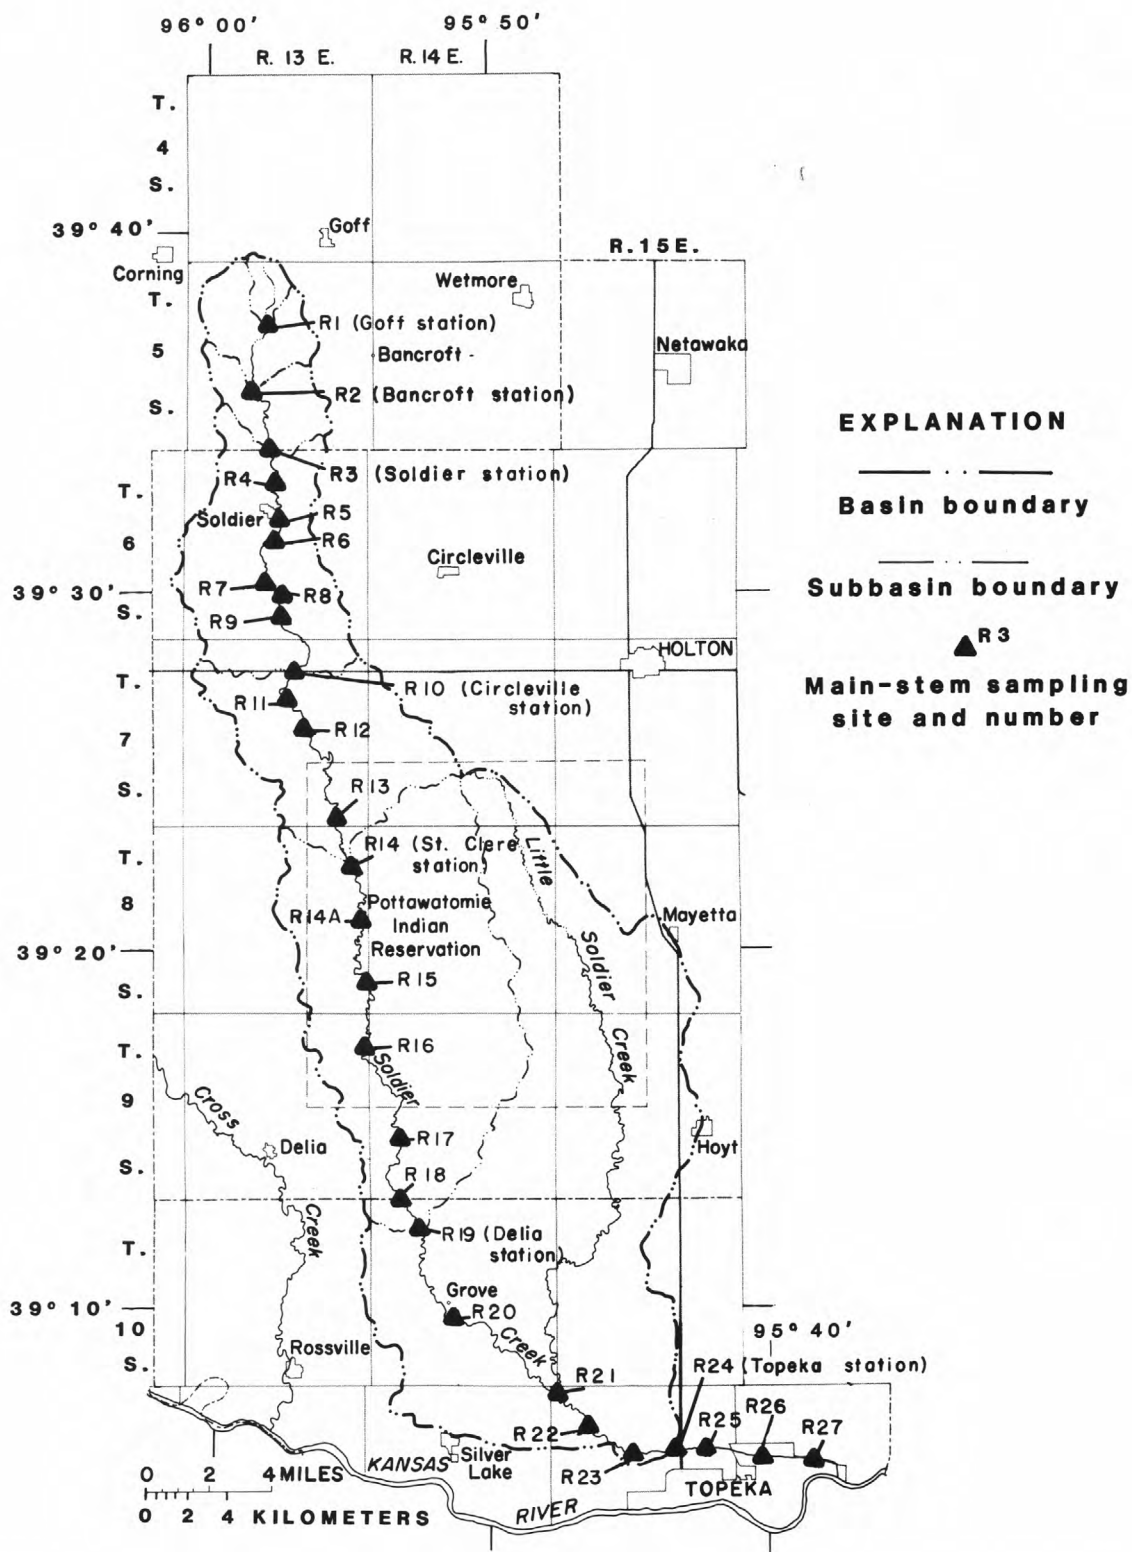 96° 00'
95° 50'
R. 13 E.
R. 14 E.
T.
4
S.
39° 40'
Goff
R. 15 E.
Corning
Wetmore
T.
5
S.
R1 (Goff station)
Bancroft
Netawaka
R2 (Bancroft station)
R3 (Soldier station)
T.
6
S.
R4
Soldier
R5
R6
Circleville
R7
39° 30'
R8
R9
HOLTON
T.
7
S.
R10 (Circleville
station)
R11
R12
R13
T.
8
S.
R14 (St. Clere
station)
Little
Soldier
Creek
R14A
Pottawatomie
Indian
Reservation
Mayetta
39° 20'
R15
T.
9
S.
R16
Soldier
Cross
Creek
Delia
R17
Hoyt
R18
T.
10
S.
R19 (Delia
station)
Grove
R20
Creek
39° 10'
95° 40'
Rossville
R21
R24 (Topeka station)
R22
R25
R26
R27
R23
KANSAS
RIVER
Silver
Lake
TOPEKA
0 2 4 MILES
0 2 4 KILOMETERS
EXPLANATION
Basin boundary
Subbasin boundary
R3
Main-stem sampling
site and number